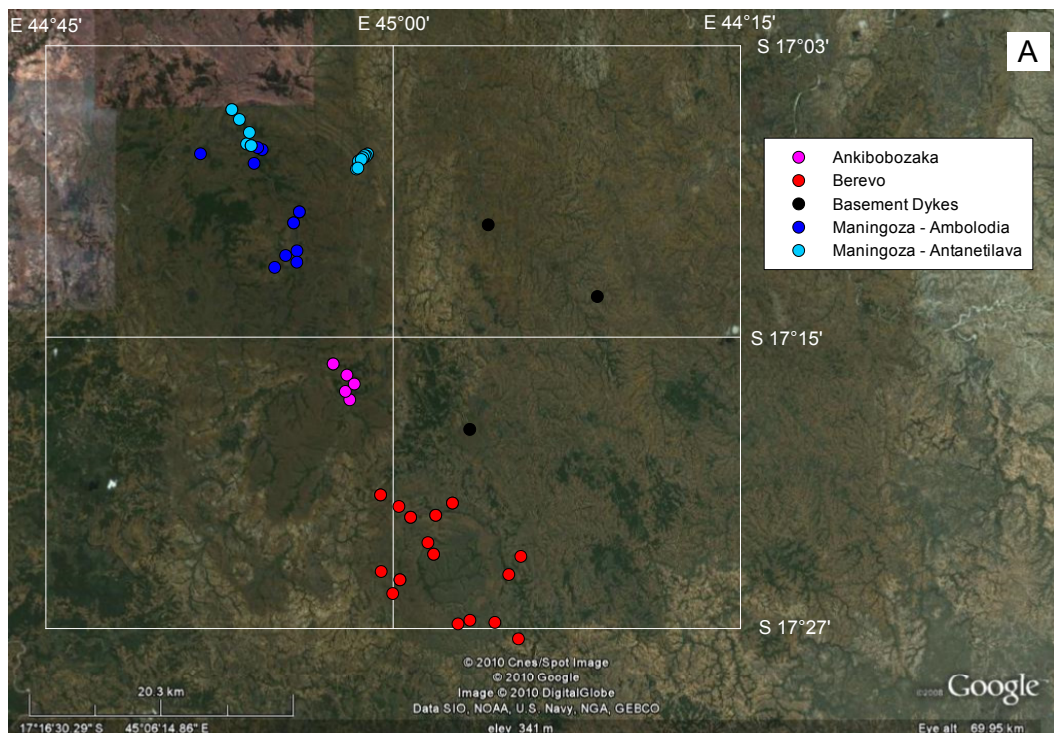 E 44°45'
E 45°00'
E 44°15'
S 17°03'
A
Ankibobozaka
Berevo
Basement Dykes
Maningoza - Ambolodia
Maningoza - Antanetilava
S 17°15'
S 17°27'
© 2010 Cnes/Spot Image
© 2010 Google
Image © 2010 DigitalGlobe
Data SIO, NOAA, U.S. Navy, NGA, GEBCO
20.3 km
©2008 Google
17°16'30.29" S 45°06'14.86" E elev 341 m Eye alt 69.95 km